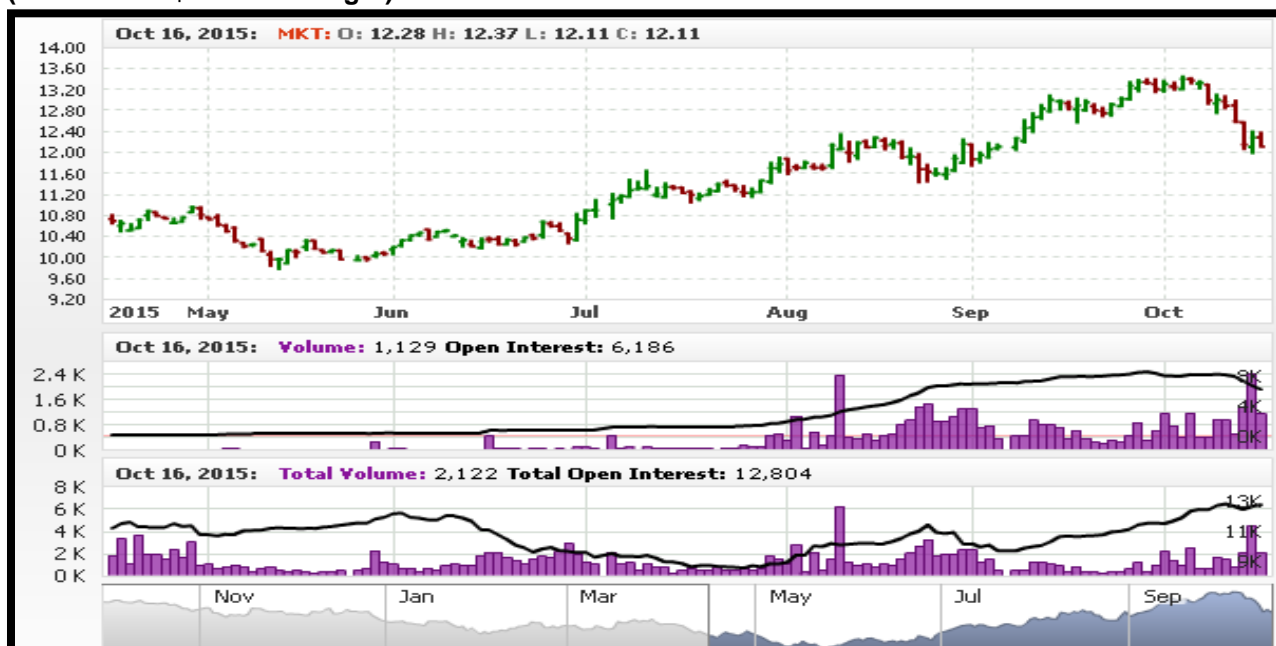 Oct 16, 2015: MKT: O: 12.28 H: 12.37 L: 12.11 C: 12.11
14.00
13.60
13.20
12.80
12.40
12.00
11.60
11.20
10.80
10.40
10.00
9.60
9.20
2015 May Jun Jul Aug Sep Oct
Oct 16, 2015: Volume: 1,129 Open Interest: 6,186
2.4 K 8K
1.6 K 4K
0.8 K 0K
0 K
Oct 16, 2015: Total Volume: 2,122 Total Open Interest: 12,804
8 K
6 K 13K
4 K 11K
2 K 9K
0 K
Nov Jan Mar May Jul Sep